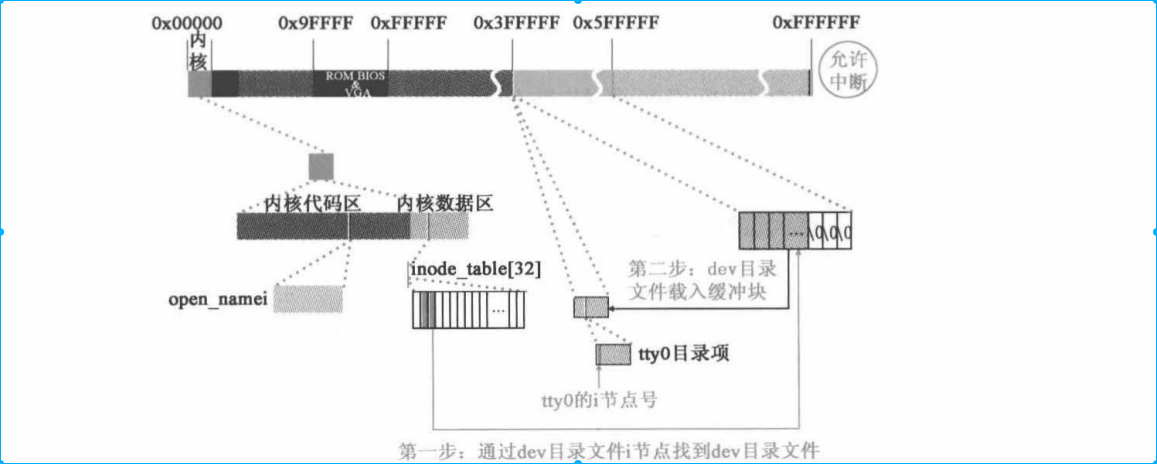 0x00000 0x9FFFF 0xFFFFF 0x3FFFFF 0x5FFFFF 0xFFFFFF
内
核
ROM BIOS
&
VGA
允许
中断
内核代码区 内核数据区
... \0\0\0
inode_table[32]
第二步：dev目录
文件载入缓冲块
open_namei
...
tty0目录项
tty0的i节点号
第一步：通过dev目录文件i节点找到dev目录文件